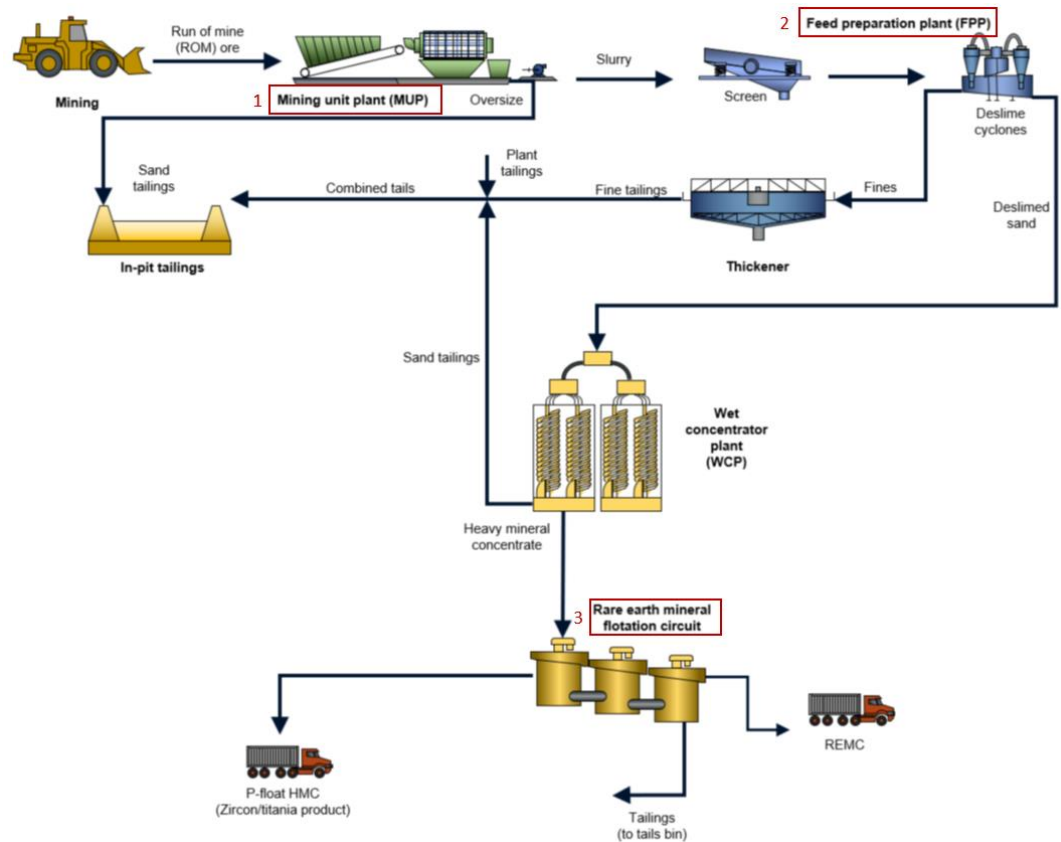 Run of mine
(ROM) ore
Mining
1 Mining unit plant (MUP)
Oversize
Slurry
Screen
2 Feed preparation plant (FPP)
Deslime
cyclones
Sand
tailings
In-pit tailings
Combined tails
Plant
tailings
Fine tailings
Thickener
Fines
Deslimed
sand
Sand tailings
Wet
concentrator
plant
(WCP)
Heavy mineral
concentrate
3 Rare earth mineral
flotation circuit
P-float HMC
(Zircon/titania product)
REMC
Tailings
(to tails bin)